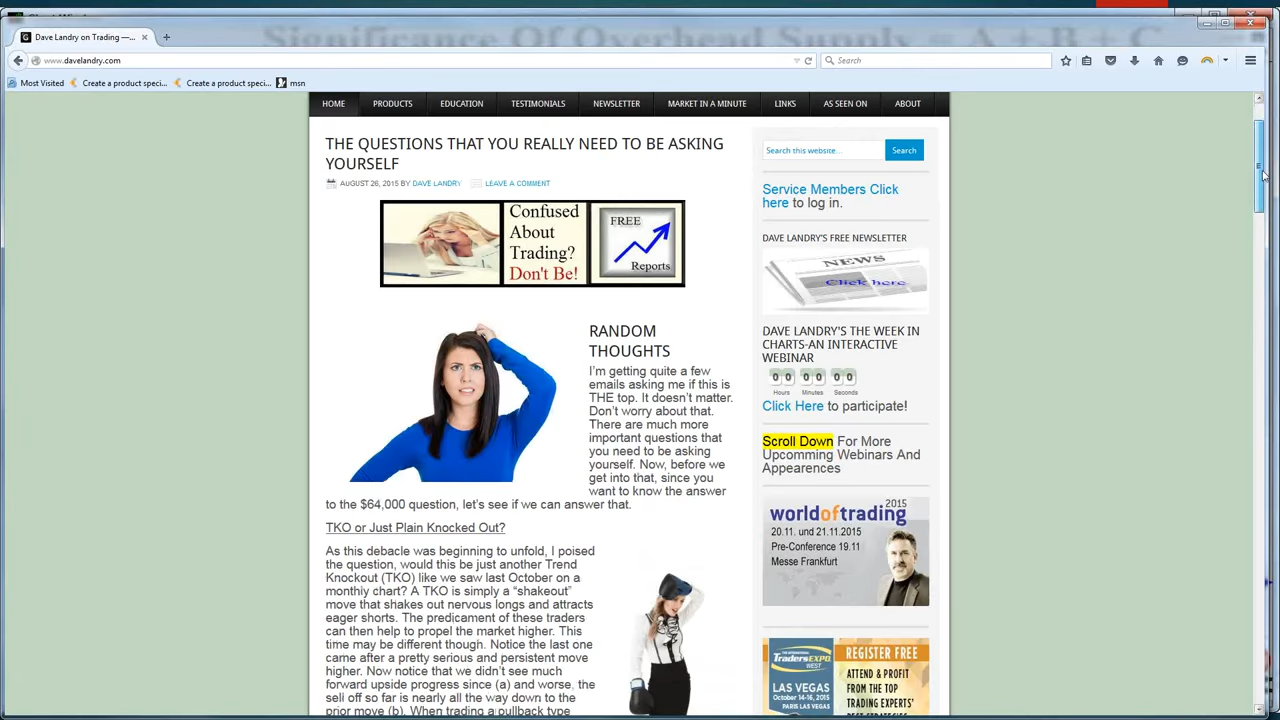 Dave Landry on Trading —...
www.davelandry.com
Search
Most Visited
Create a product speci...
Create a product speci...
msn
HOME
PRODUCTS
EDUCATION
TESTIMONIALS
NEWSLETTER
MARKET IN A MINUTE
LINKS
AS SEEN ON
ABOUT
THE QUESTIONS THAT YOU REALLY NEED TO BE ASKING
YOURSELF
AUGUST 26, 2015 BY DAVE LANDRY
LEAVE A COMMENT
Confused
About
Trading?
Don't Be!
FREE
Reports
RANDOM
THOUGHTS
I'm getting quite a few
emails asking me if this is
THE top. It doesn't matter.
Don't worry about that.
There are much more
important questions that
you need to be asking
yourself. Now, before we
get into that, since you
want to know the answer
to the $64,000 question, let's see if we can answer that.
TKO or Just Plain Knocked Out?
As this debacle was beginning to unfold, I poised
the question, would this be just another Trend
Knockout (TKO) like we saw last October on a
monthly chart? A TKO is simply a "shakeout"
move that shakes out nervous longs and attracts
eager shorts. The predicament of these traders
can then help to propel the market higher. This
time may be different though. Notice the last one
came after a pretty serious and persistent move
higher. Now notice that we didn't see much
forward upside progress since (a) and worse, the
sell off so far is nearly all the way down to the
prior move (b). When trading a pullback type
Search this website...
Search
Service Members Click
here to log in.
DAVE LANDRY'S FREE NEWSLETTER
NEWS
Click here
DAVE LANDRY'S THE WEEK IN
CHARTS-AN INTERACTIVE
WEBINAR
0 0 0 0 0 0
Hours Minutes Seconds
Click Here to participate!
Scroll Down For More
Upcomming Webinars And
Appearences
worldoftrading 2015
20.11. und 21.11.2015
Pre-Conference 19.11
Messe Frankfurt
TradersEXPO
WEST
LAS VEGAS
OCTOBER 14-16, 2015
PARIS LAS VEGAS
REGISTER FREE
ATTEND & PROFIT
FROM THE TOP
TRADING EXPERTS'